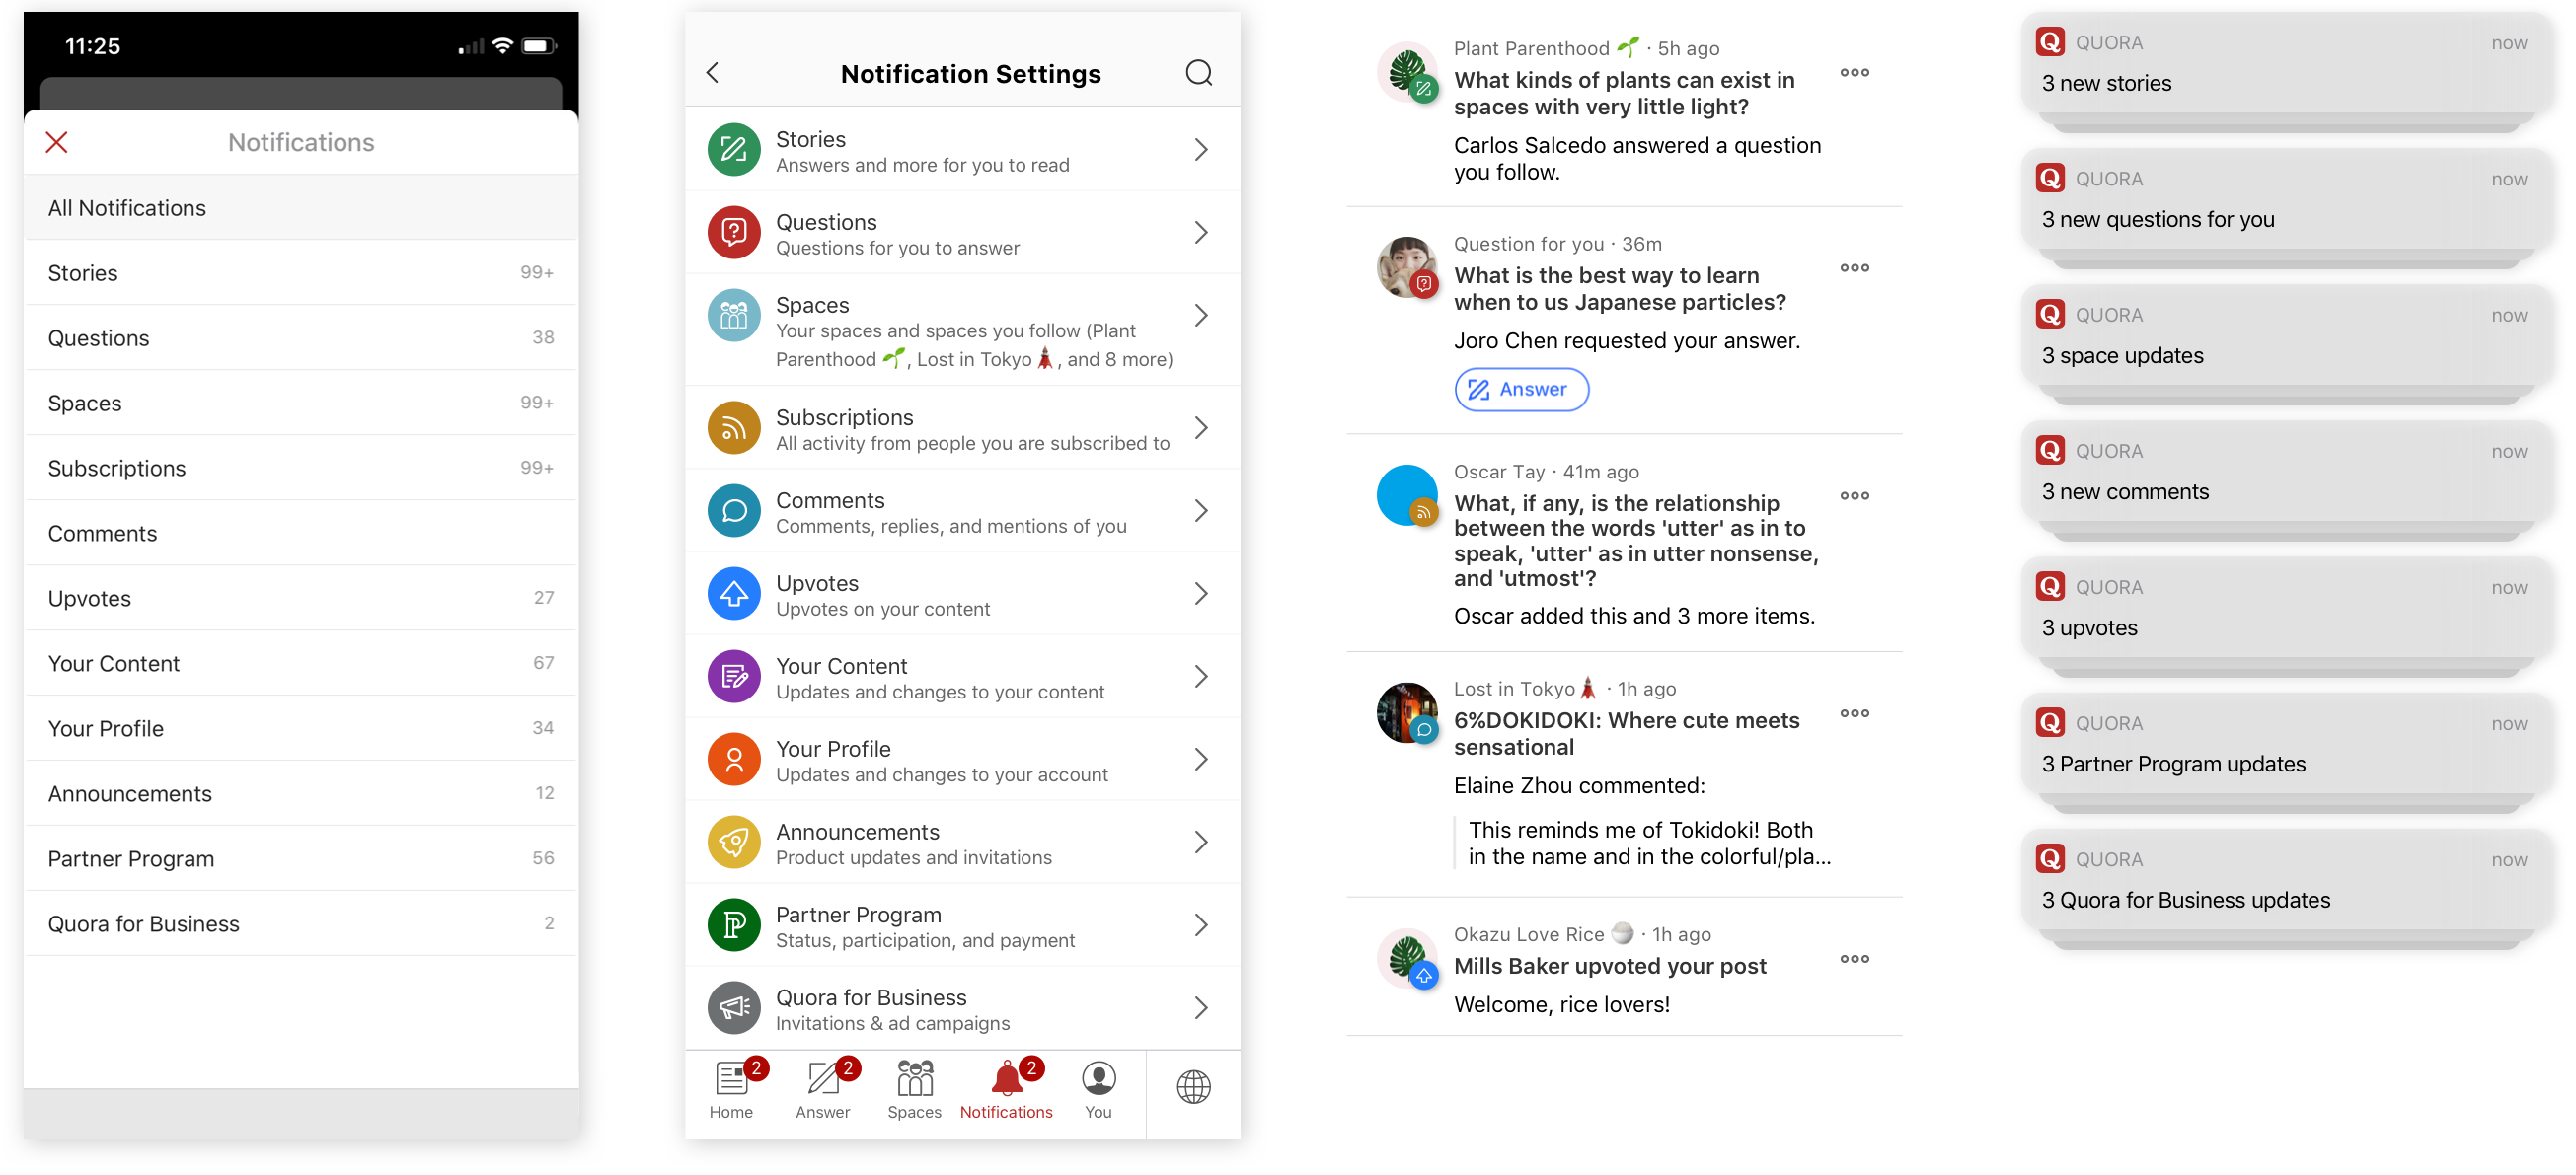 11:25
Notifications
All Notifications
Stories 99+
Questions 38
Spaces 99+
Subscriptions 99+
Comments
Upvotes 27
Your Content 67
Your Profile 34
Announcements 12
Partner Program 56
Quora for Business 2
Notification Settings
Stories
Answers and more for you to read
Questions
Questions for you to answer
Spaces
Your spaces and spaces you follow (Plant
Parenthood 🌱, Lost in Tokyo🗼, and 8 more)
Subscriptions
All activity from people you are subscribed to
Comments
Comments, replies, and mentions of you
Upvotes
Upvotes on your content
Your Content
Updates and changes to your content
Your Profile
Updates and changes to your account
Announcements
Product updates and invitations
Partner Program
Status, participation, and payment
Quora for Business
Invitations & ad campaigns
2 2 2
Home Answer Spaces Notifications You
Plant Parenthood 🌱 · 5h ago
What kinds of plants can exist in
spaces with very little light?
Carlos Salcedo answered a question
you follow.
Question for you · 36m
What is the best way to learn
when to us Japanese particles?
Joro Chen requested your answer.
Answer
Oscar Tay · 41m ago
What, if any, is the relationship
between the words 'utter' as in to
speak, 'utter' as in utter nonsense,
and 'utmost'?
Oscar added this and 3 more items.
Lost in Tokyo🗼 · 1h ago
6%DOKIDOKI: Where cute meets
sensational
Elaine Zhou commented:
This reminds me of Tokidoki! Both
in the name and in the colorful/pla...
Okazu Love Rice 🍚 · 1h ago
Mills Baker upvoted your post
Welcome, rice lovers!
Q QUORA now
3 new stories
Q QUORA now
3 new questions for you
Q QUORA now
3 space updates
Q QUORA now
3 new comments
Q QUORA now
3 upvotes
Q QUORA now
3 Partner Program updates
Q QUORA now
3 Quora for Business updates